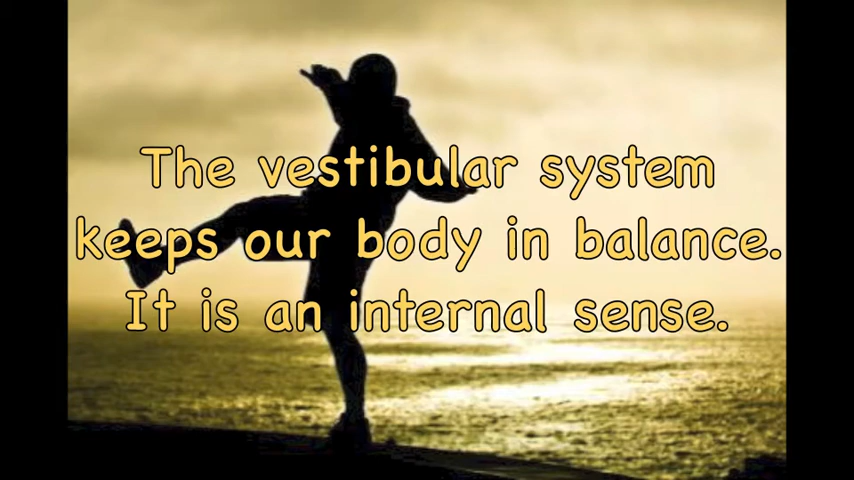 The vestibular system
keeps our body in balance.
It is an internal sense.